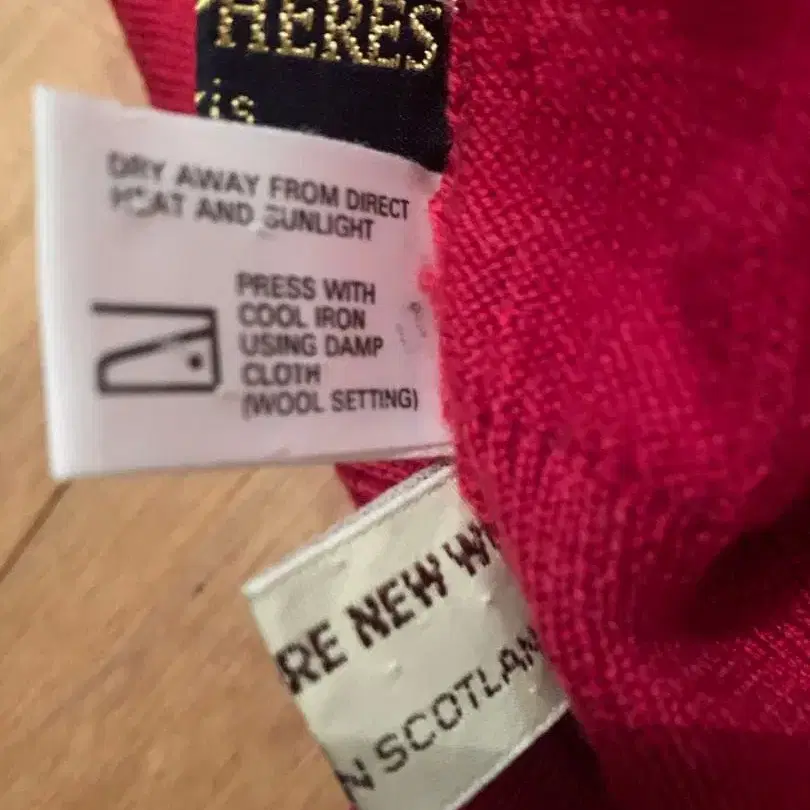 HERES
is
DRY AWAY FROM DIRECT
HEAT AND SUNLIGHT
PRESS WITH
COOL IRON
USING DAMP
CLOTH
(WOOL SETTING)
RE NEW W
N SCOTLAN